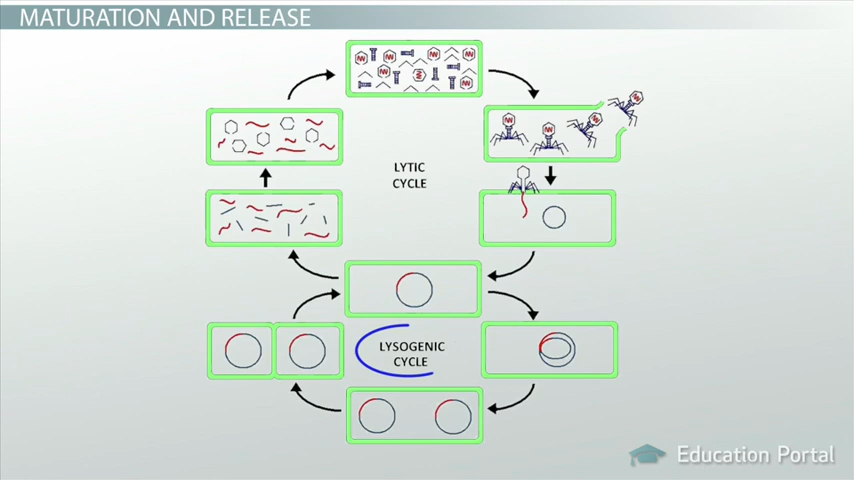 MATURATION AND RELEASE
LYTIC
CYCLE
LYSOGENIC
CYCLE
Education Portal